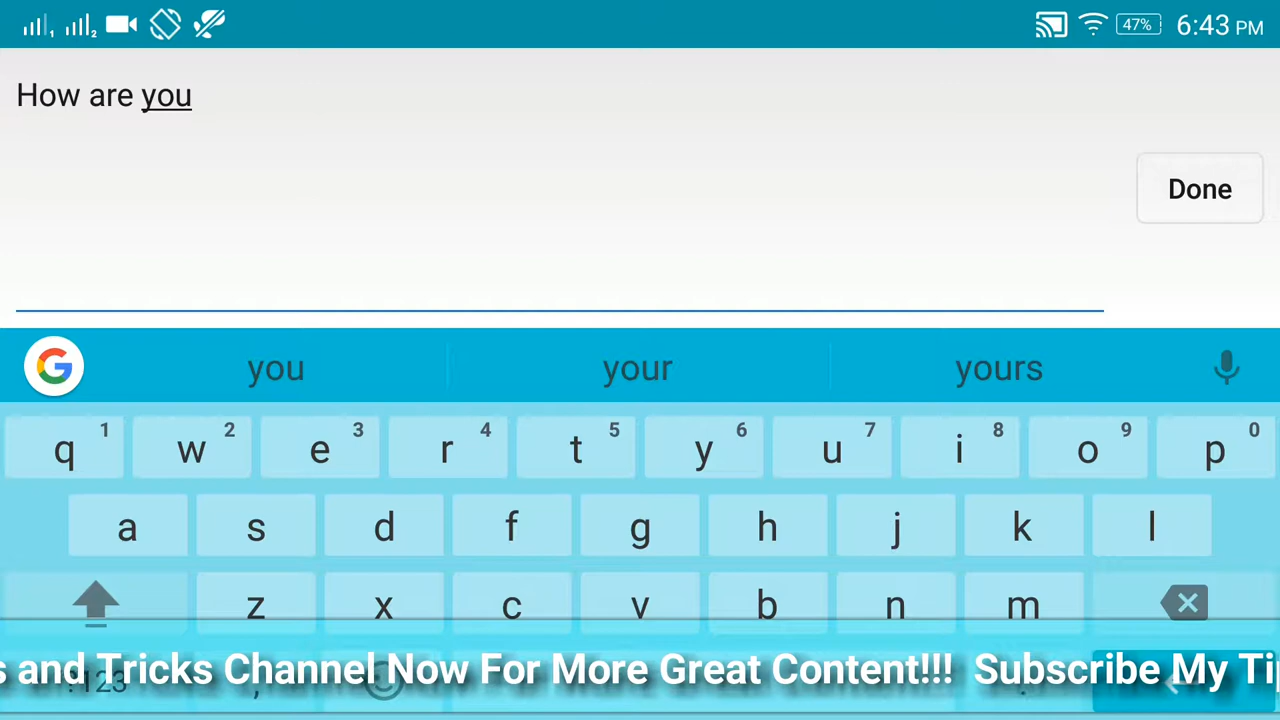 47% 6:43 PM
How are you
Done
you your yours
q 1 w 2 e 3 r 4 t 5 y 6 u 7 i 8 o 9 p 0
a s d f g h j k l
z x c v b n m
s and Tricks Channel Now For More Great Content!!! Subscribe My Ti
?123 , .